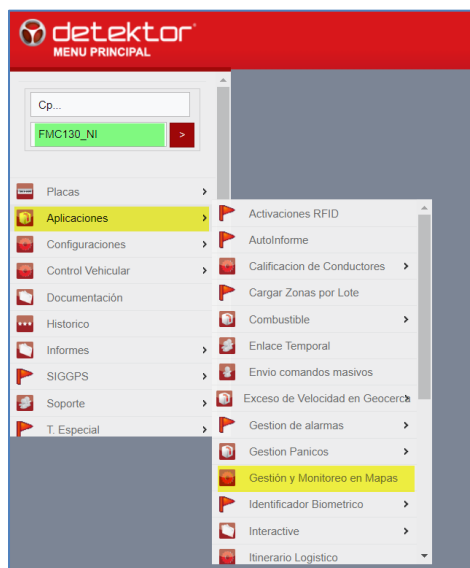 detektor
MENU PRINCIPAL
Cp...
FMC130_NI
>
Placas
Aplicaciones
Configuraciones
Control Vehicular
Documentación
Historico
Informes
SIGGPS
Soporte
T. Especial
Activaciones RFID
AutoInforme
Calificacion de Conductores
Cargar Zonas por Lote
Combustible
Enlace Temporal
Envio comandos masivos
Exceso de Velocidad en Geocerca
Gestion de alarmas
Gestion Panicos
Gestión y Monitoreo en Mapas
Identificador Biometrico
Interactive
Itinerario Logistico